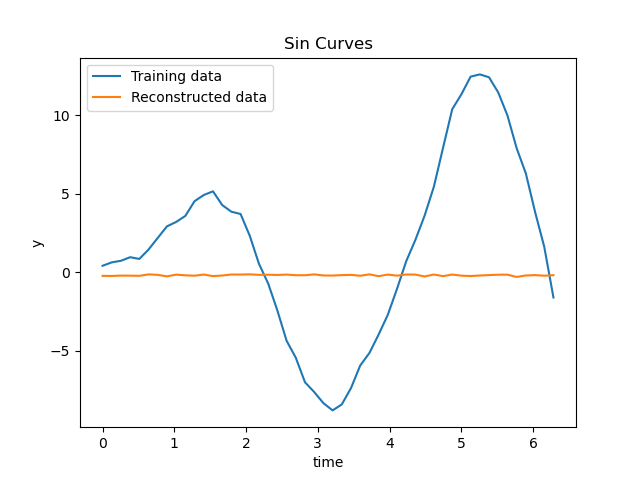 Sin Curves
Training data
Reconstructed data
y
10
5
0
−5
0 1 2 3 4 5 6
time